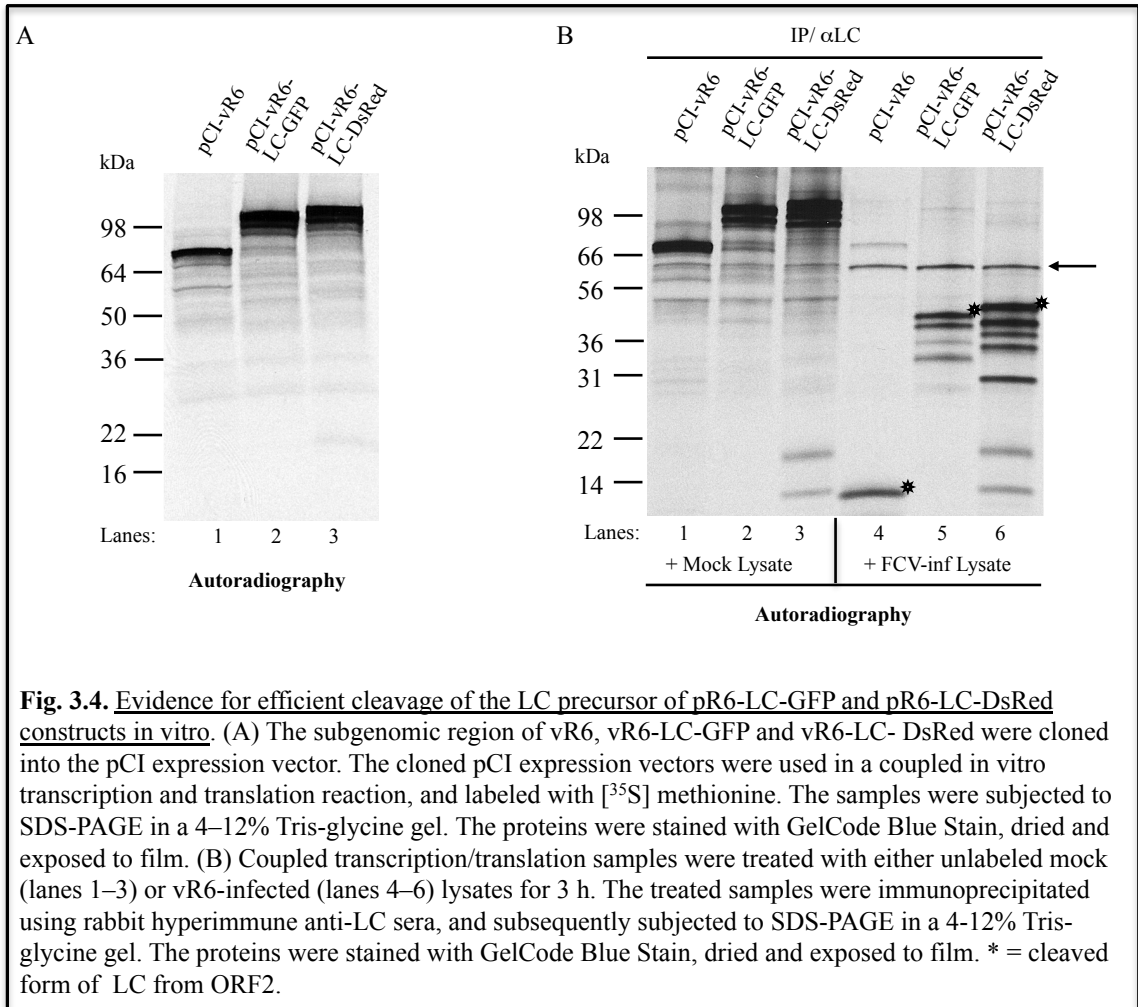 A
B
IP/ αLC
pCI-vR6
pCI-vR6-
LC-GFP
pCI-vR6-
LC-DsRed
pCI-vR6
pCI-vR6-
LC-GFP
pCI-vR6-
LC-DsRed
pCI-vR6
pCI-vR6-
LC-GFP
pCI-vR6-
LC-DsRed
kDa
98
64
50
36
22
16
kDa
98
66
56
36
31
22
14
Lanes: 1 2 3
Autoradiography
Lanes: 1 2 3 4 5 6
+ Mock Lysate + FCV-inf Lysate
Autoradiography
Fig. 3.4. Evidence for efficient cleavage of the LC precursor of pR6-LC-GFP and pR6-LC-DsRed
constructs in vitro. (A) The subgenomic region of vR6, vR6-LC-GFP and vR6-LC- DsRed were cloned
into the pCI expression vector. The cloned pCI expression vectors were used in a coupled in vitro
transcription and translation reaction, and labeled with [³⁵S] methionine. The samples were subjected to
SDS-PAGE in a 4–12% Tris-glycine gel. The proteins were stained with GelCode Blue Stain, dried and
exposed to film. (B) Coupled transcription/translation samples were treated with either unlabeled mock
(lanes 1–3) or vR6-infected (lanes 4–6) lysates for 3 h. The treated samples were immunoprecipitated
using rabbit hyperimmune anti-LC sera, and subsequently subjected to SDS-PAGE in a 4-12% Tris-
glycine gel. The proteins were stained with GelCode Blue Stain, dried and exposed to film. * = cleaved
form of LC from ORF2.